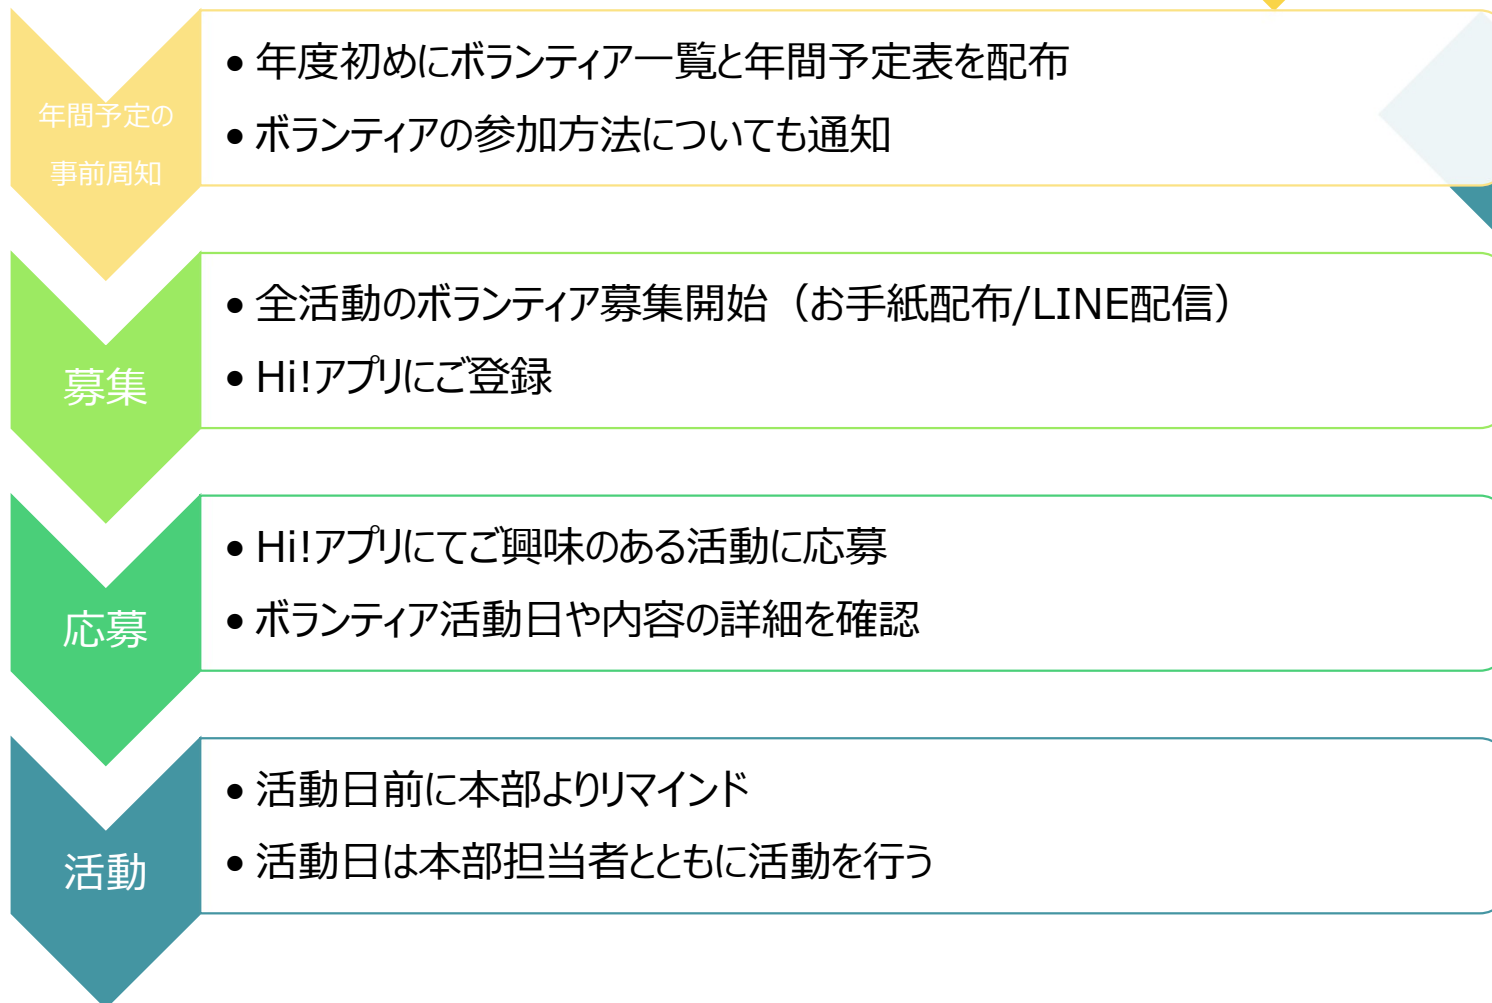 年間予定の
事前周知
• 年度初めにボランティア一覧と年間予定表を配布
• ボランティアの参加方法についても通知
募集
• 全活動のボランティア募集開始（お手紙配布/LINE配信）
• Hi!アプリにご登録
応募
• Hi!アプリにてご興味のある活動に応募
• ボランティア活動日や内容の詳細を確認
活動
• 活動日前に本部よりリマインド
• 活動日は本部担当者とともに活動を行う